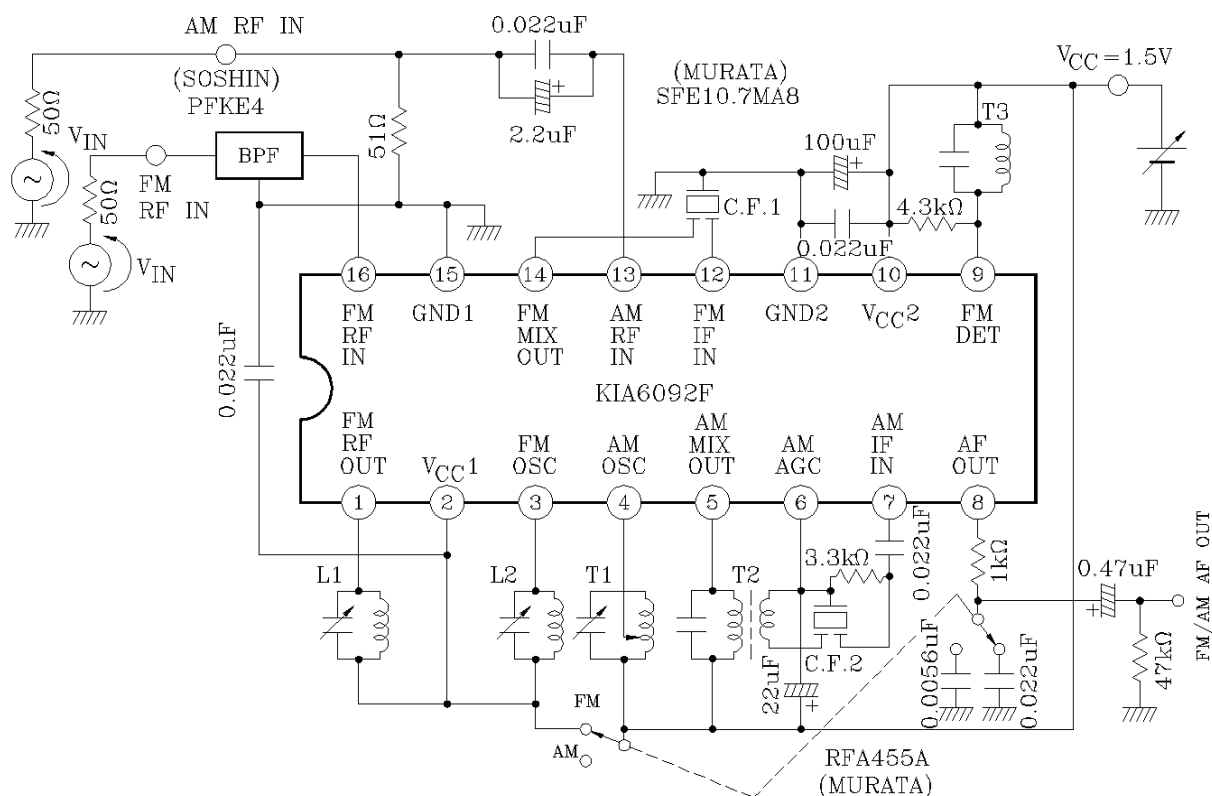 AM RF IN
0.022uF
(SOSHIN)
PFKE4
(MURATA)
SFE10.7MA8
VCC=1.5V
50Ω
VIN
51Ω
2.2uF
T3
BPF
100uF
FM
RF IN
50Ω
C.F.1
4.3kΩ
0.022uF
VIN
16
15
14
13
12
11
10
9
FM
RF
IN
GND1
FM
MIX
OUT
AM
RF
IN
FM
IF
IN
GND2
VCC2
FM
DET
0.022uF
KIA6092F
FM
RF
OUT
VCC1
FM
OSC
AM
OSC
AM
MIX
OUT
AM
AGC
AM
IF
IN
AF
OUT
1
2
3
4
5
6
7
8
L1
L2
T1
T2
3.3kΩ
0.022uF
1kΩ
0.47uF
FM/AM AF OUT
22uF
C.F.2
0.0056uF
0.022uF
47kΩ
FM
AM
RFA455A
(MURATA)